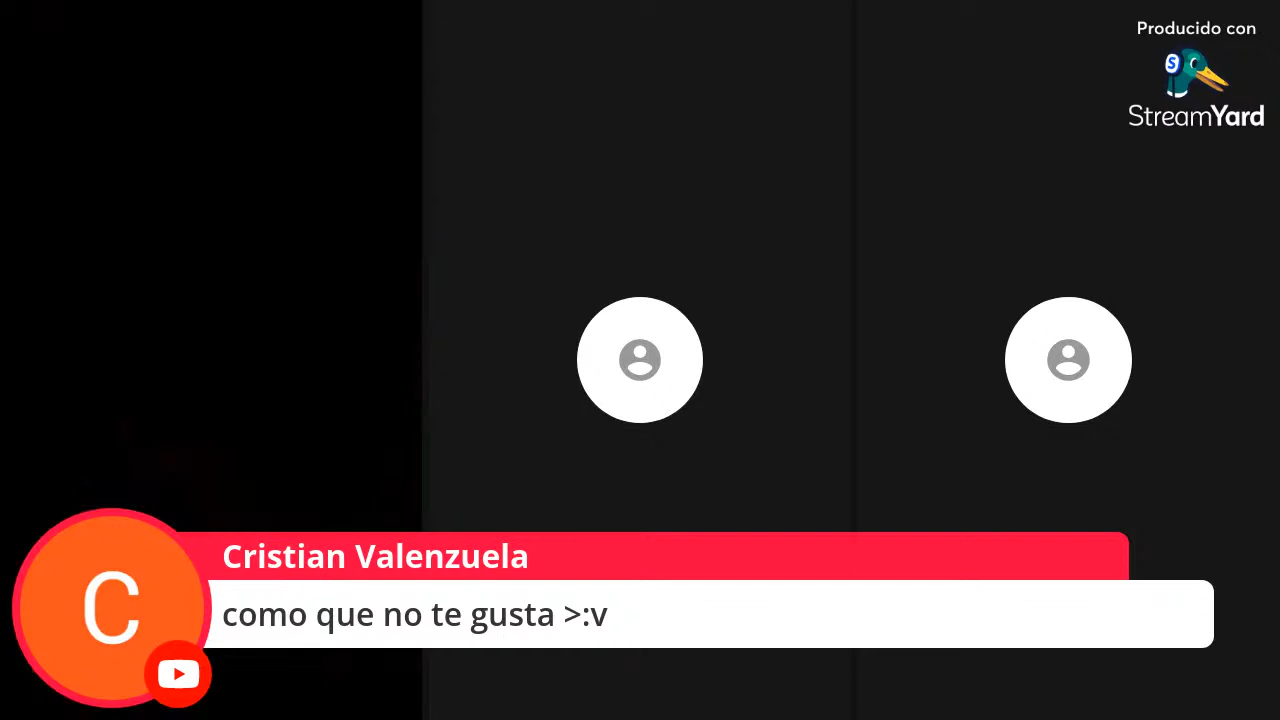 Producido con
S
StreamYard
Cristian Valenzuela
C
como que no te gusta >:v